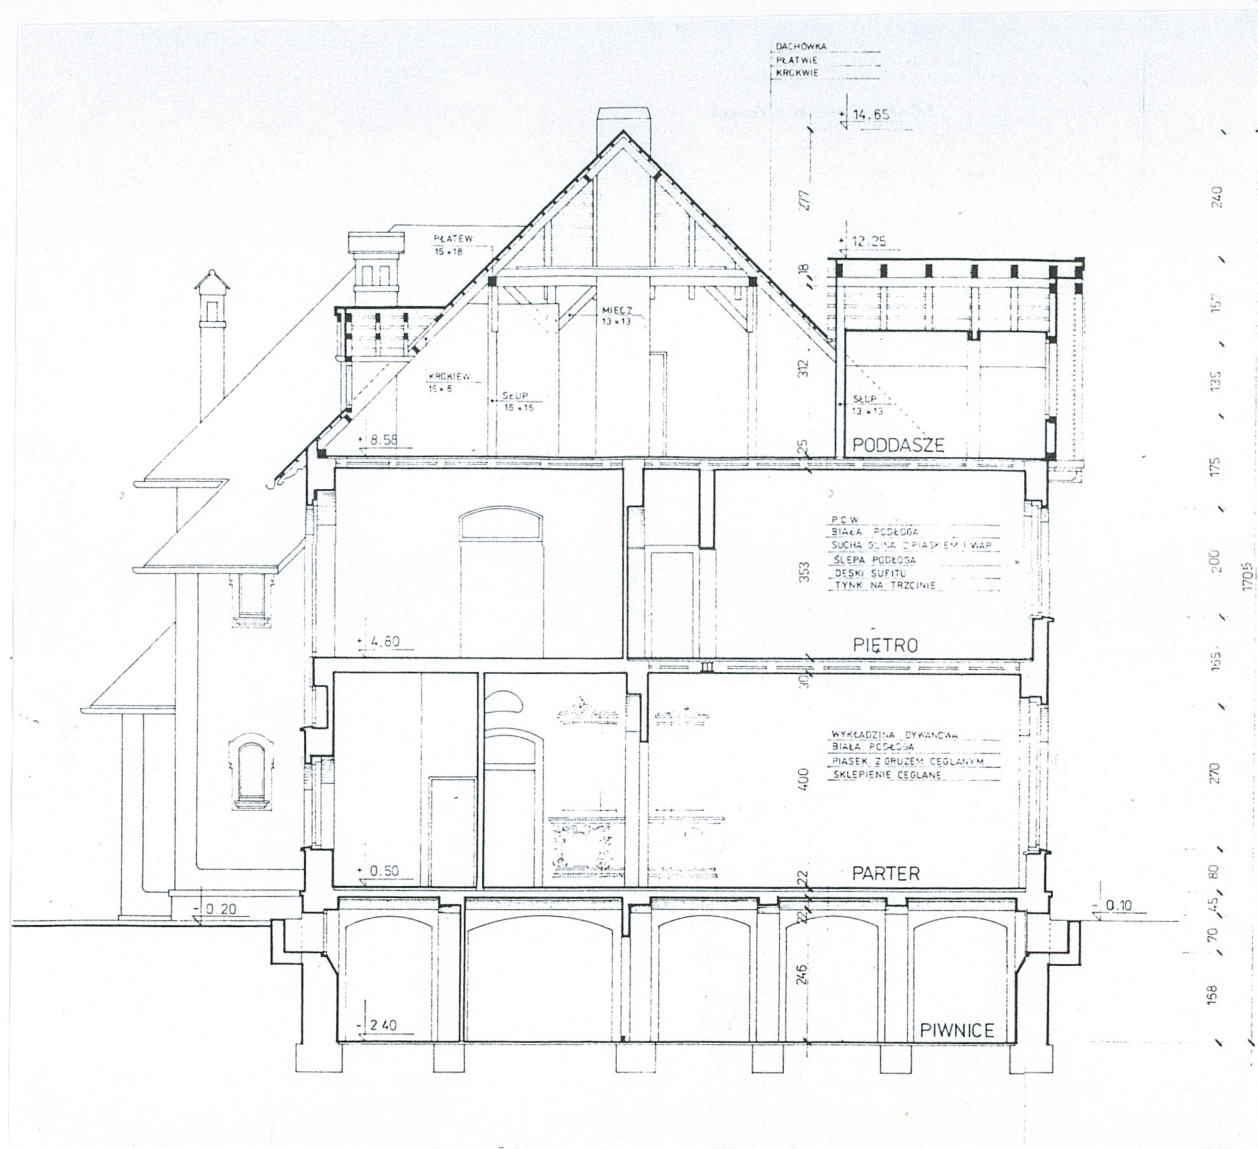 DACHÓWKA
PŁATWIE
KROKWIE
+ 14.65
277
240
PŁATEW
15 × 18
+ 12.25
18
MIECZ
13 × 13
312
135
KROKIEW
15 × 8
SŁUP
15 × 15
SŁUP
13 × 13
+ 8.58
25
PODDASZE
175
P.C.W
BIAŁA PODŁOGA
SUCHA GLINA Z PIASKIEM I WAP
ŚLEPA PODŁOGA
DESKI SUFITU
TYNK NA TRZCINIE
353
200
1705
+ 4.80
PIĘTRO
165
30
WYKŁADZINA DYWANOWA
BIAŁA PODŁOGA
PIASEK Z GRUZEM CEGLANYM
SKLEPIENIE CEGLANE
400
270
+ 0.50
22
PARTER
80
- 0.20
22
- 0.10
45
70
246
168
- 2.40
PIWNICE